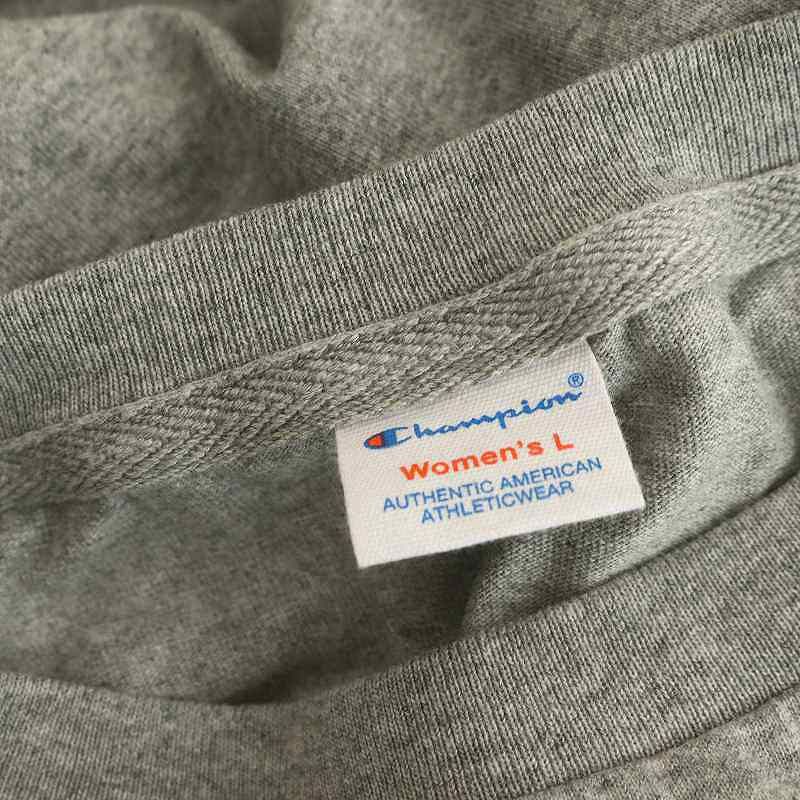 Champion®
Women's L
AUTHENTIC AMERICAN
ATHLETICWEAR